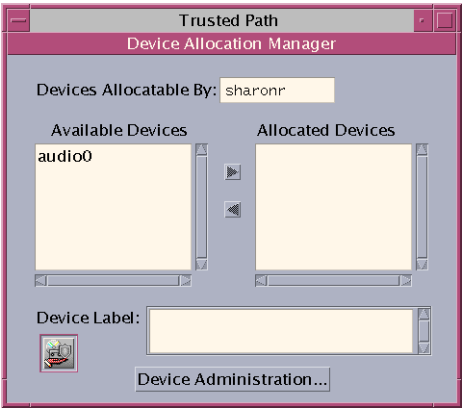 Trusted Path
Device Allocation Manager
Devices Allocatable By: sharonr
Available Devices
Allocated Devices
audio0
Device Label:
Device Administration...